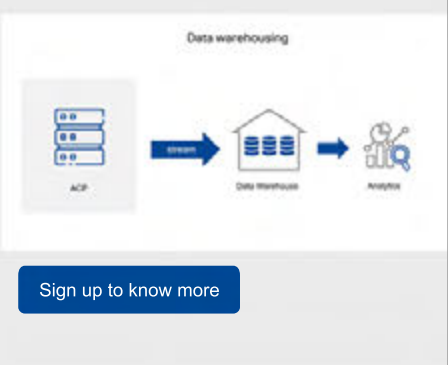 Data warehousing
stream
ACP
Data Warehouse
Analytics
Sign up to know more